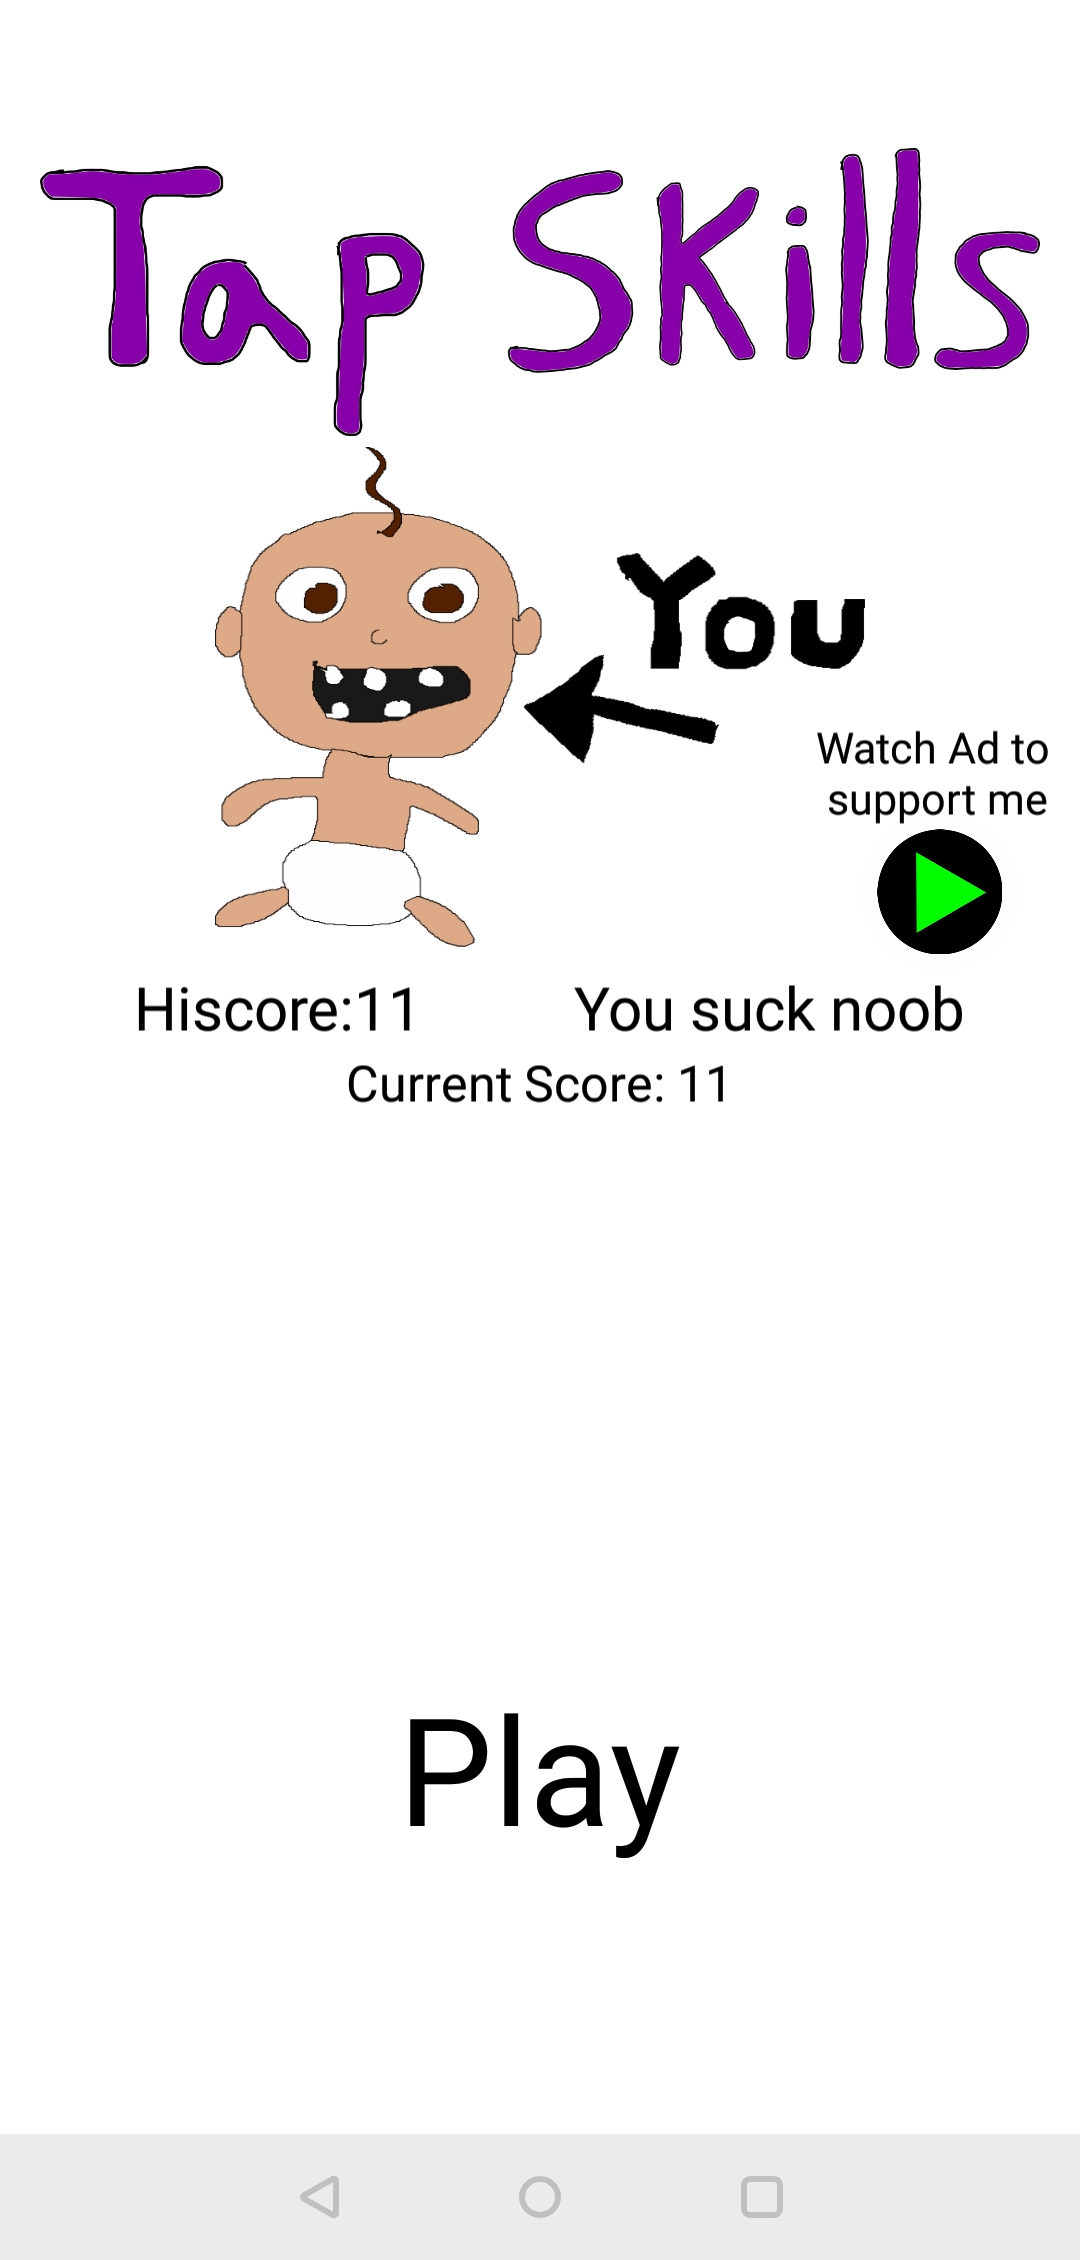 Tap Skills
You
Watch Ad to
support me
Hiscore:11
You suck noob
Current Score: 11
Play